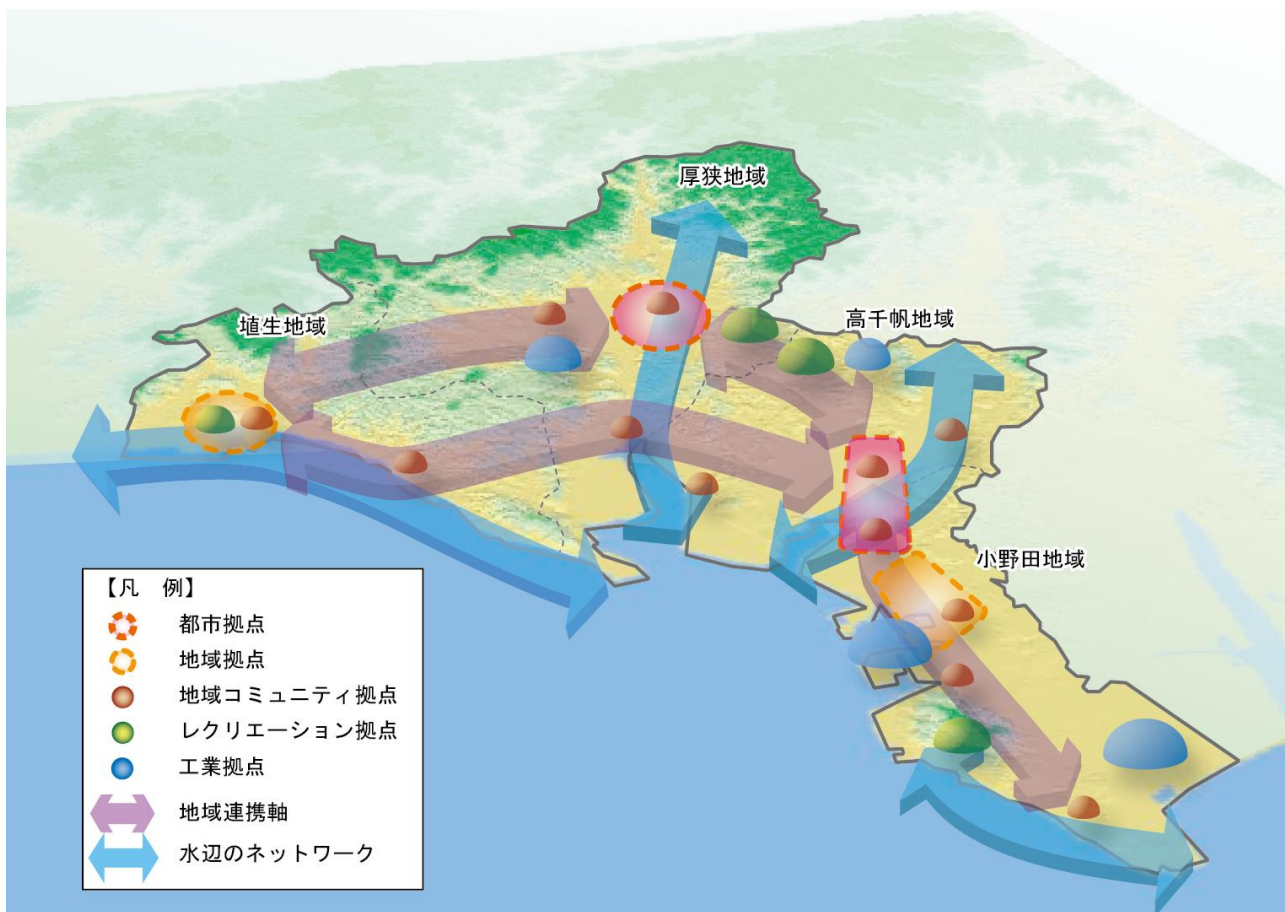 厚狭地域
埴生地域
高千帆地域
小野田地域
【凡　例】
都市拠点
地域拠点
地域コミュニティ拠点
レクリエーション拠点
工業拠点
地域連携軸
水辺のネットワーク